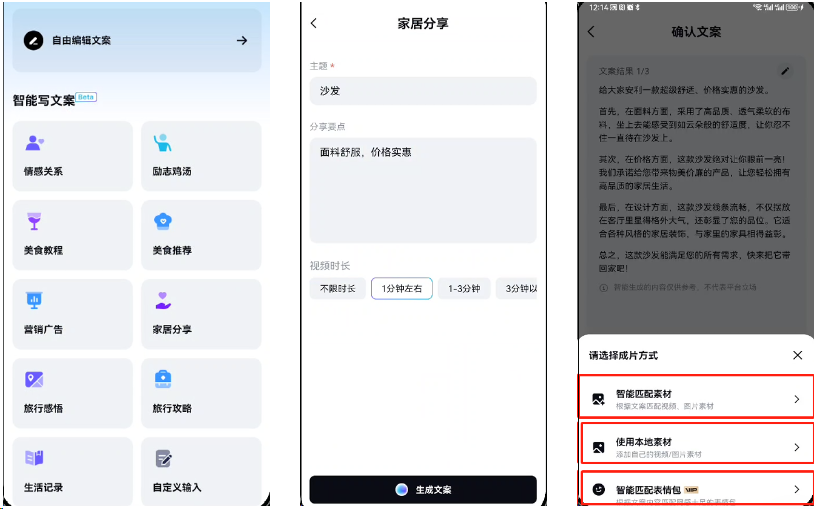 自由编辑文案
智能写文案 Beta
情感关系
励志鸡汤
美食教程
美食推荐
营销广告
家居分享
旅行感悟
旅行攻略
生活记录
自定义输入
家居分享
主题 *
沙发
分享要点
面料舒服，价格实惠
视频时长
不限时长
1分钟左右
1-3分钟
3分钟以
生成文案
12:14
确认文案
文案结果 1/3
给大家安利一款超级舒适，价格实惠的沙发。
首先，在面料方面，采用了高品质、透气柔软的布
料，坐上去能感受到如云朵般的舒适度，让你忍不
住一直待在沙发上。
其次，在价格方面，这款沙发绝对让你眼前一亮！
我们承诺给您带来物美价廉的产品，让您轻松拥有
高品质的家居生活。
最后，在设计方面，这款沙发线条流畅，不仅摆放
在客厅里显得格外大气，还彰显了您的品位。它适
合各种风格的家居装饰，与家里的家具相得益彰。
总之，这款沙发能满足您的所有需求，快来把它带
回家吧！
智能生成的内容仅供参考，不代表平台立场
请选择成片方式
智能匹配素材
根据文案匹配视频、图片素材
使用本地素材
添加自己的视频/图片素材
智能匹配表情包 VIP